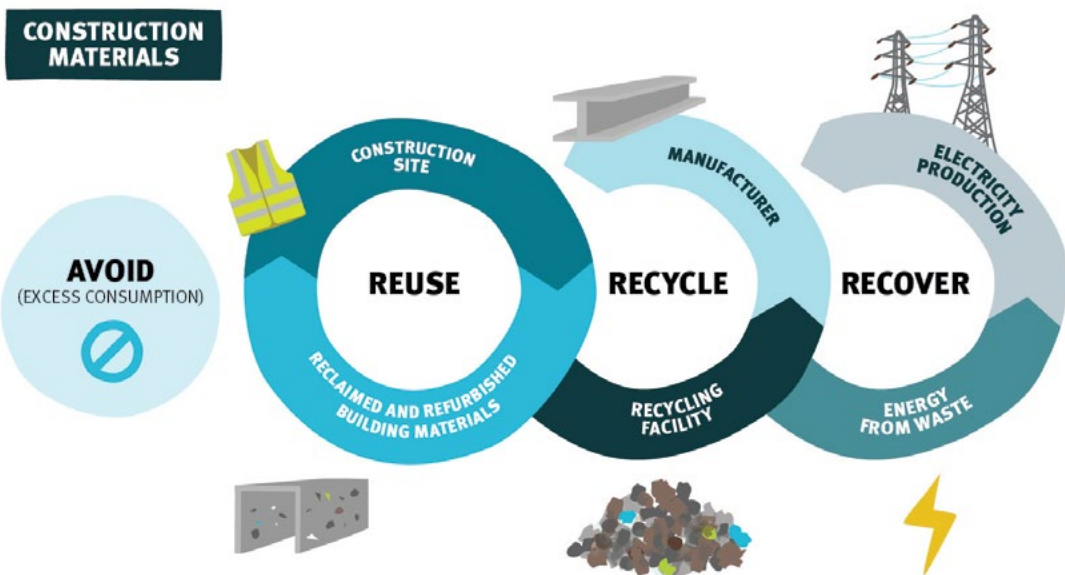 CONSTRUCTION
MATERIALS
AVOID
(EXCESS CONSUMPTION)
CONSTRUCTION
SITE
REUSE
RECLAIMED AND REFURBISHED
BUILDING MATERIALS
MANUFACTURER
RECYCLE
RECYCLING
FACILITY
ELECTRICITY
PRODUCTION
RECOVER
ENERGY
FROM WASTE